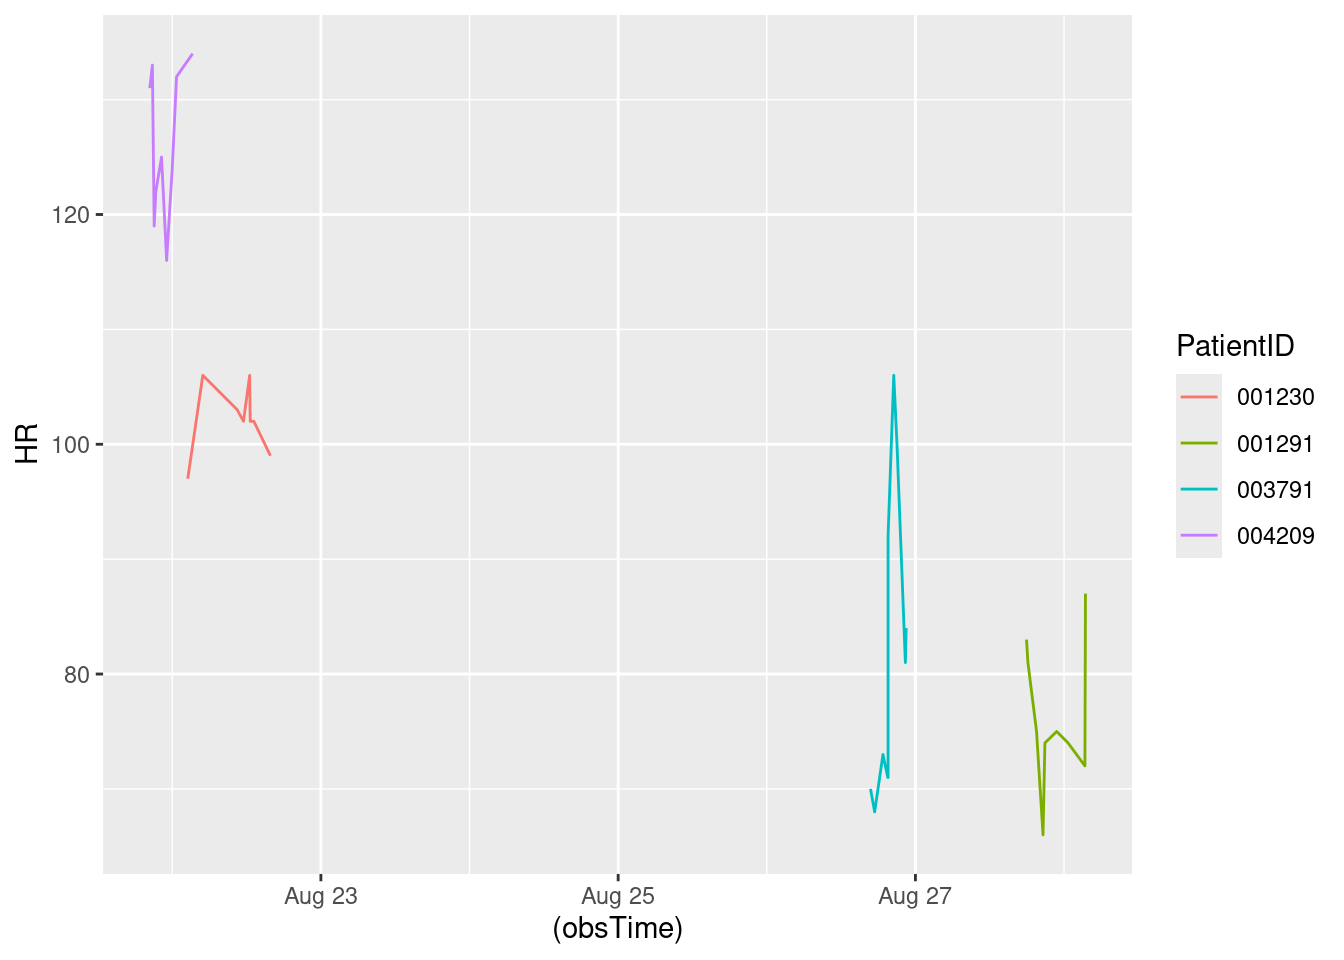 HR
120
100
80
Aug 23
Aug 25
Aug 27
(obsTime)
PatientID
001230
001291
003791
004209